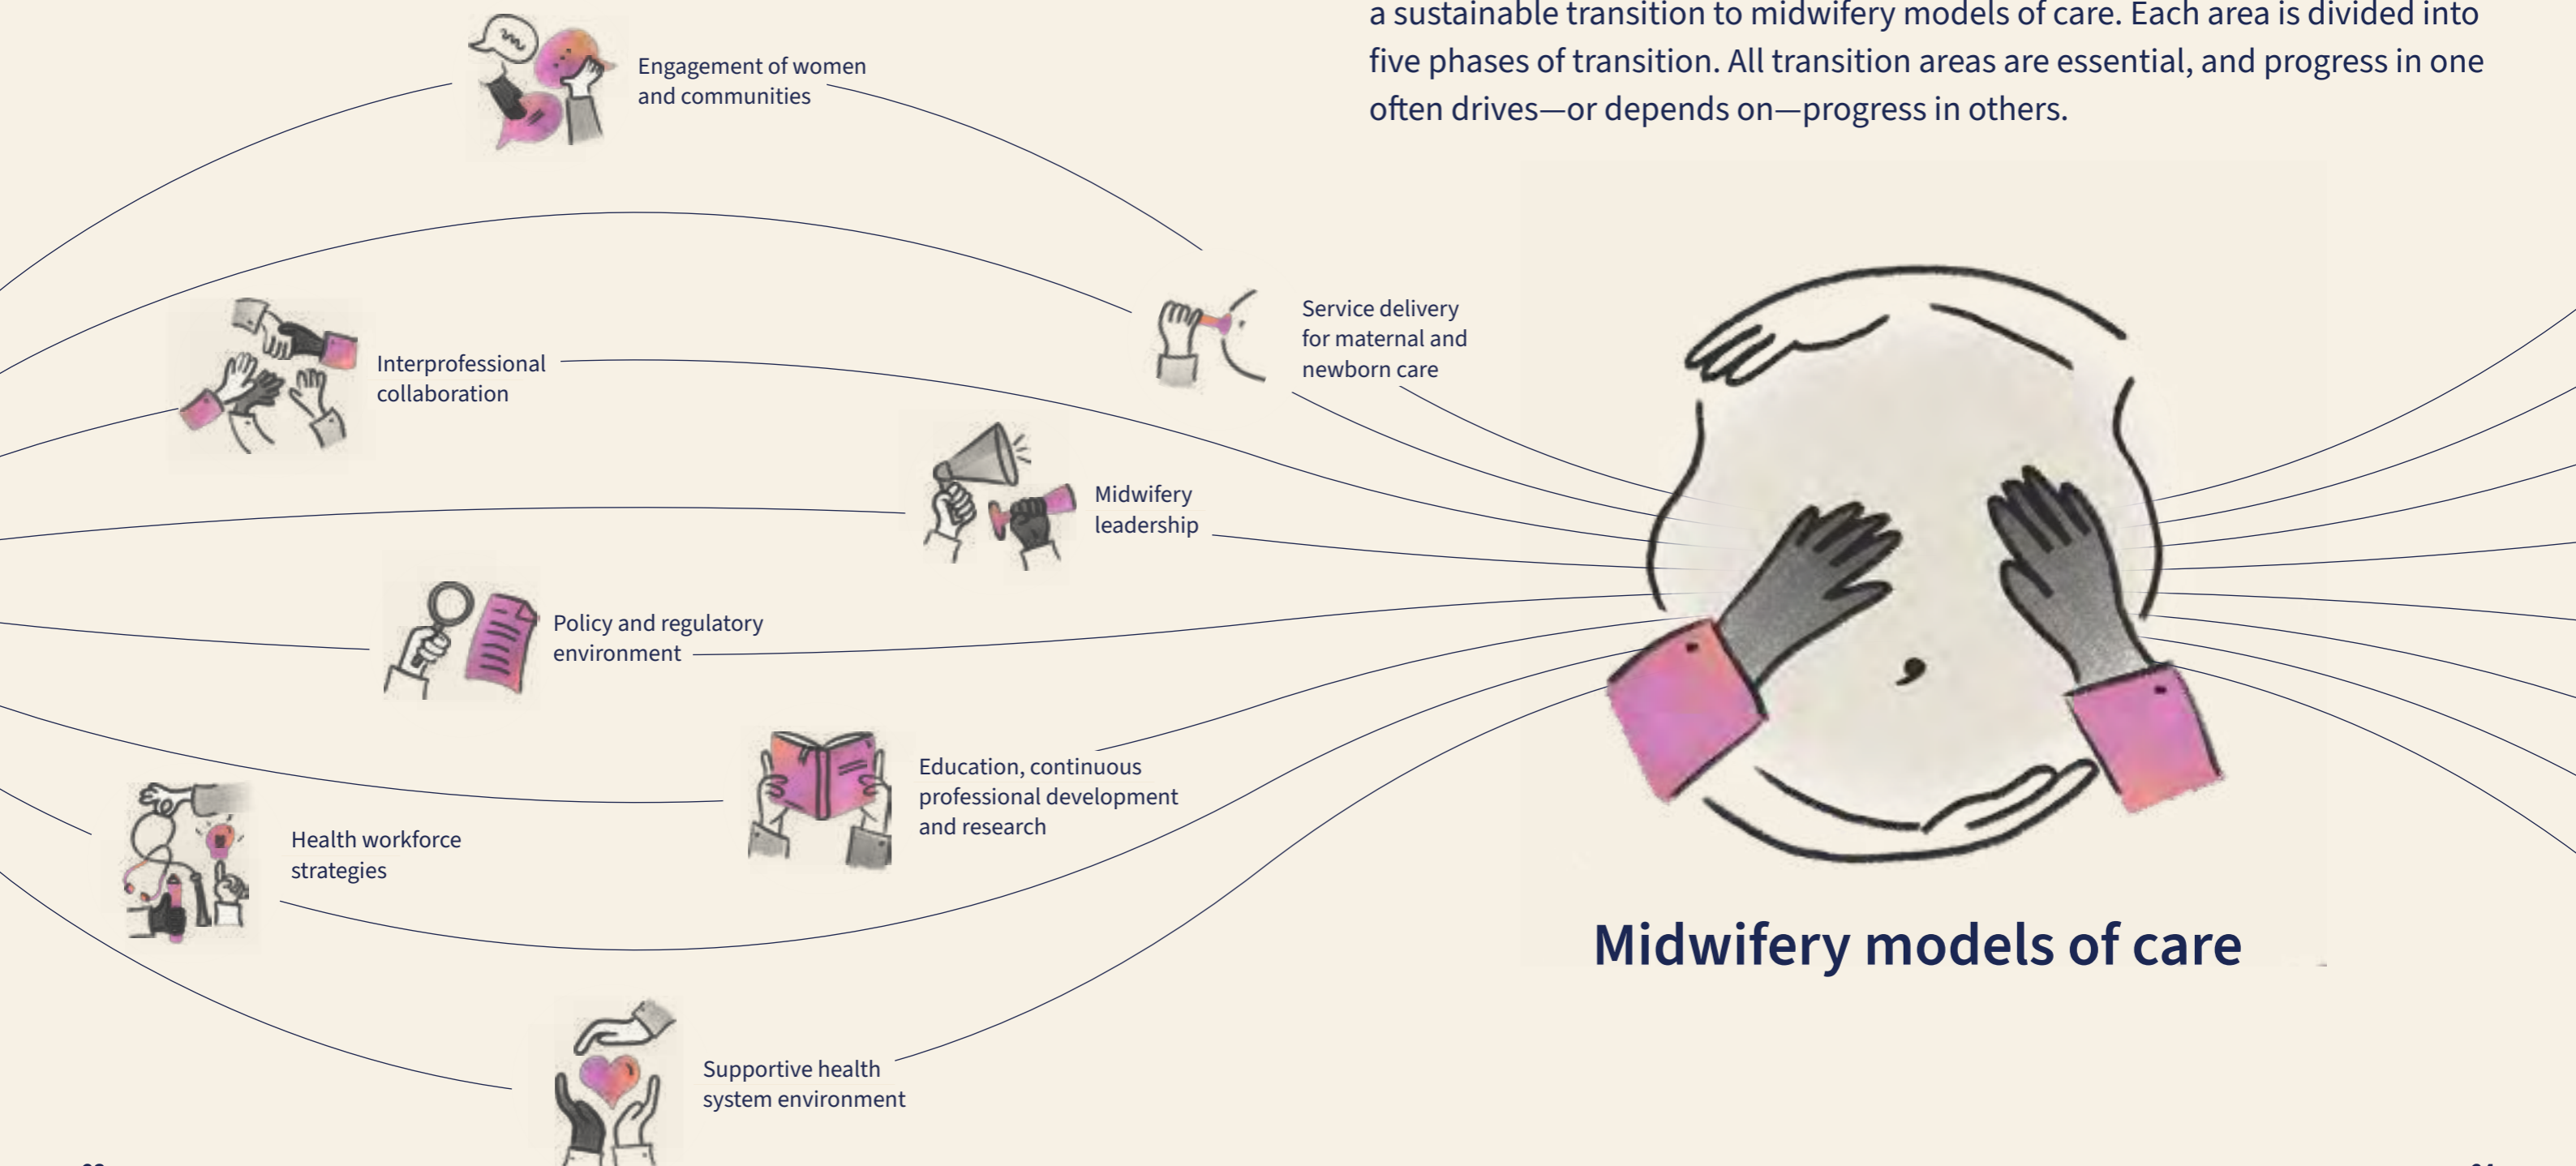 a sustainable transition to midwifery models of care. Each area is divided into
five phases of transition. All transition areas are essential, and progress in one
often drives—or depends on—progress in others.
Engagement of women
and communities
Interprofessional
collaboration
Service delivery
for maternal and
newborn care
Midwifery
leadership
Policy and regulatory
environment
Education, continuous
professional development
and research
Health workforce
strategies
Supportive health
system environment
Midwifery models of care